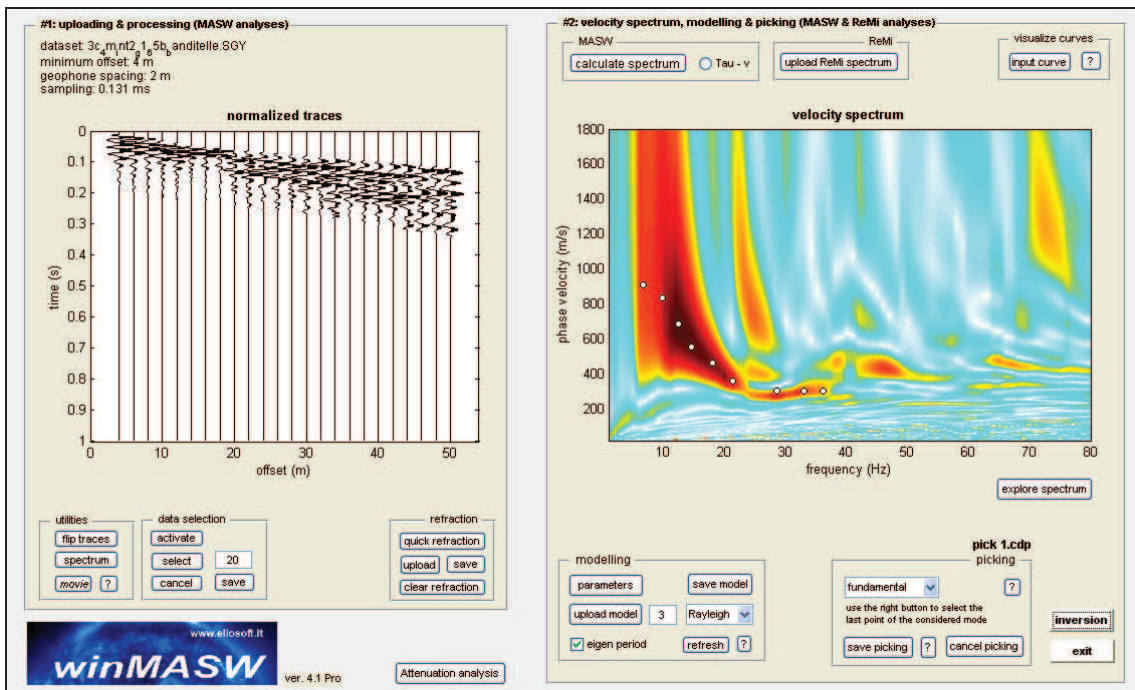 #1: uploading & processing (MASW analyses)
dataset: 3c4mint2g165bbanditelle.SGY
minimum offset: 4 m
geophone spacing: 2 m
sampling: 0.131 ms
normalized traces
0
0.1
0.2
0.3
0.4
0.5
0.6
0.7
0.8
0.9
1
time (s)
0 10 20 30 40 50
offset (m)
utilities
flip traces
spectrum
movie ?
data selection
activate
select 20
cancel save
refraction
quick refraction
upload save
clear refraction
www.eliosoft.it
winMASW
ver. 4.1 Pro
Attenuation analysis
#2: velocity spectrum, modelling & picking (MASW & ReMi analyses)
MASW
calculate spectrum Tau - v
ReMi
upload ReMi spectrum
visualize curves
input curve ?
velocity spectrum
1800
1600
1400
1200
1000
800
600
400
200
phase velocity (m/s)
10 20 30 40 50 60 70 80
frequency (Hz)
explore spectrum
modelling
parameters save model
upload model 3 Rayleigh
eigen period refresh ?
pick 1.cdp
picking
fundamental ?
use the right button to select the
last point of the considered mode
save picking ? cancel picking
inversion
exit